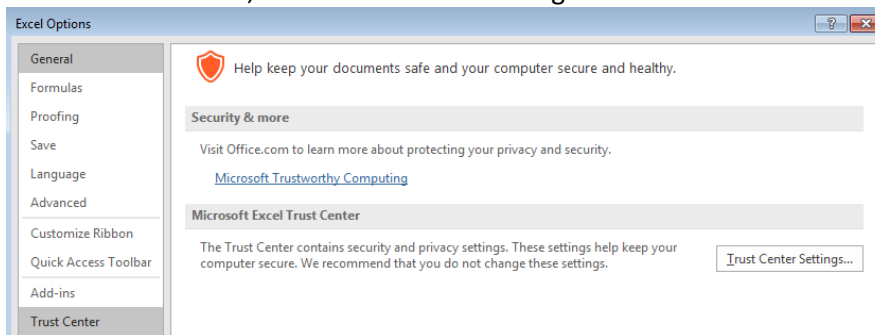 Excel Options
General
Formulas
Proofing
Save
Language
Advanced
Customize Ribbon
Quick Access Toolbar
Add-ins
Trust Center
Help keep your documents safe and your computer secure and healthy.
Security & more
Visit Office.com to learn more about protecting your privacy and security.
Microsoft Trustworthy Computing
Microsoft Excel Trust Center
The Trust Center contains security and privacy settings. These settings help keep your
computer secure. We recommend that you do not change these settings.
Trust Center Settings...